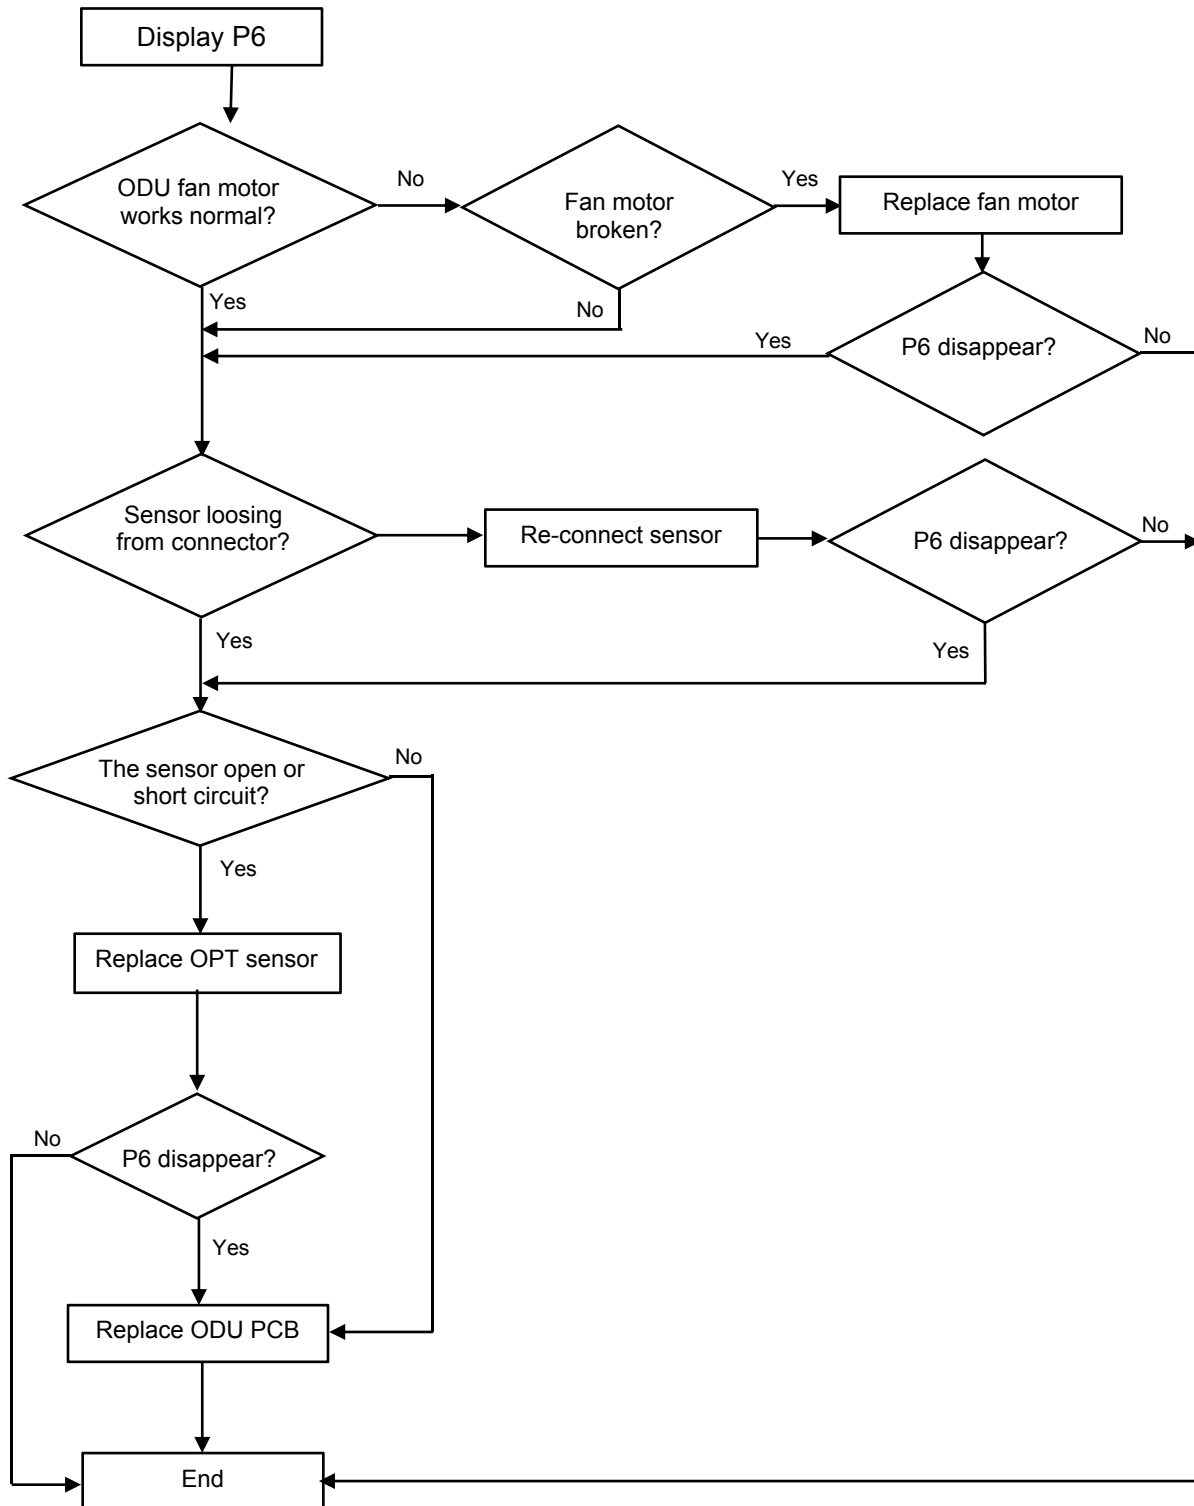 Display P6
ODU fan motor
works normal?
No
Fan motor
broken?
Yes
Replace fan motor
Yes
No
Yes
P6 disappear?
No
Sensor loosing
from connector?
Re-connect sensor
P6 disappear?
No
Yes
Yes
The sensor open or
short circuit?
No
Yes
Replace OPT sensor
No
P6 disappear?
Yes
Replace ODU PCB
End